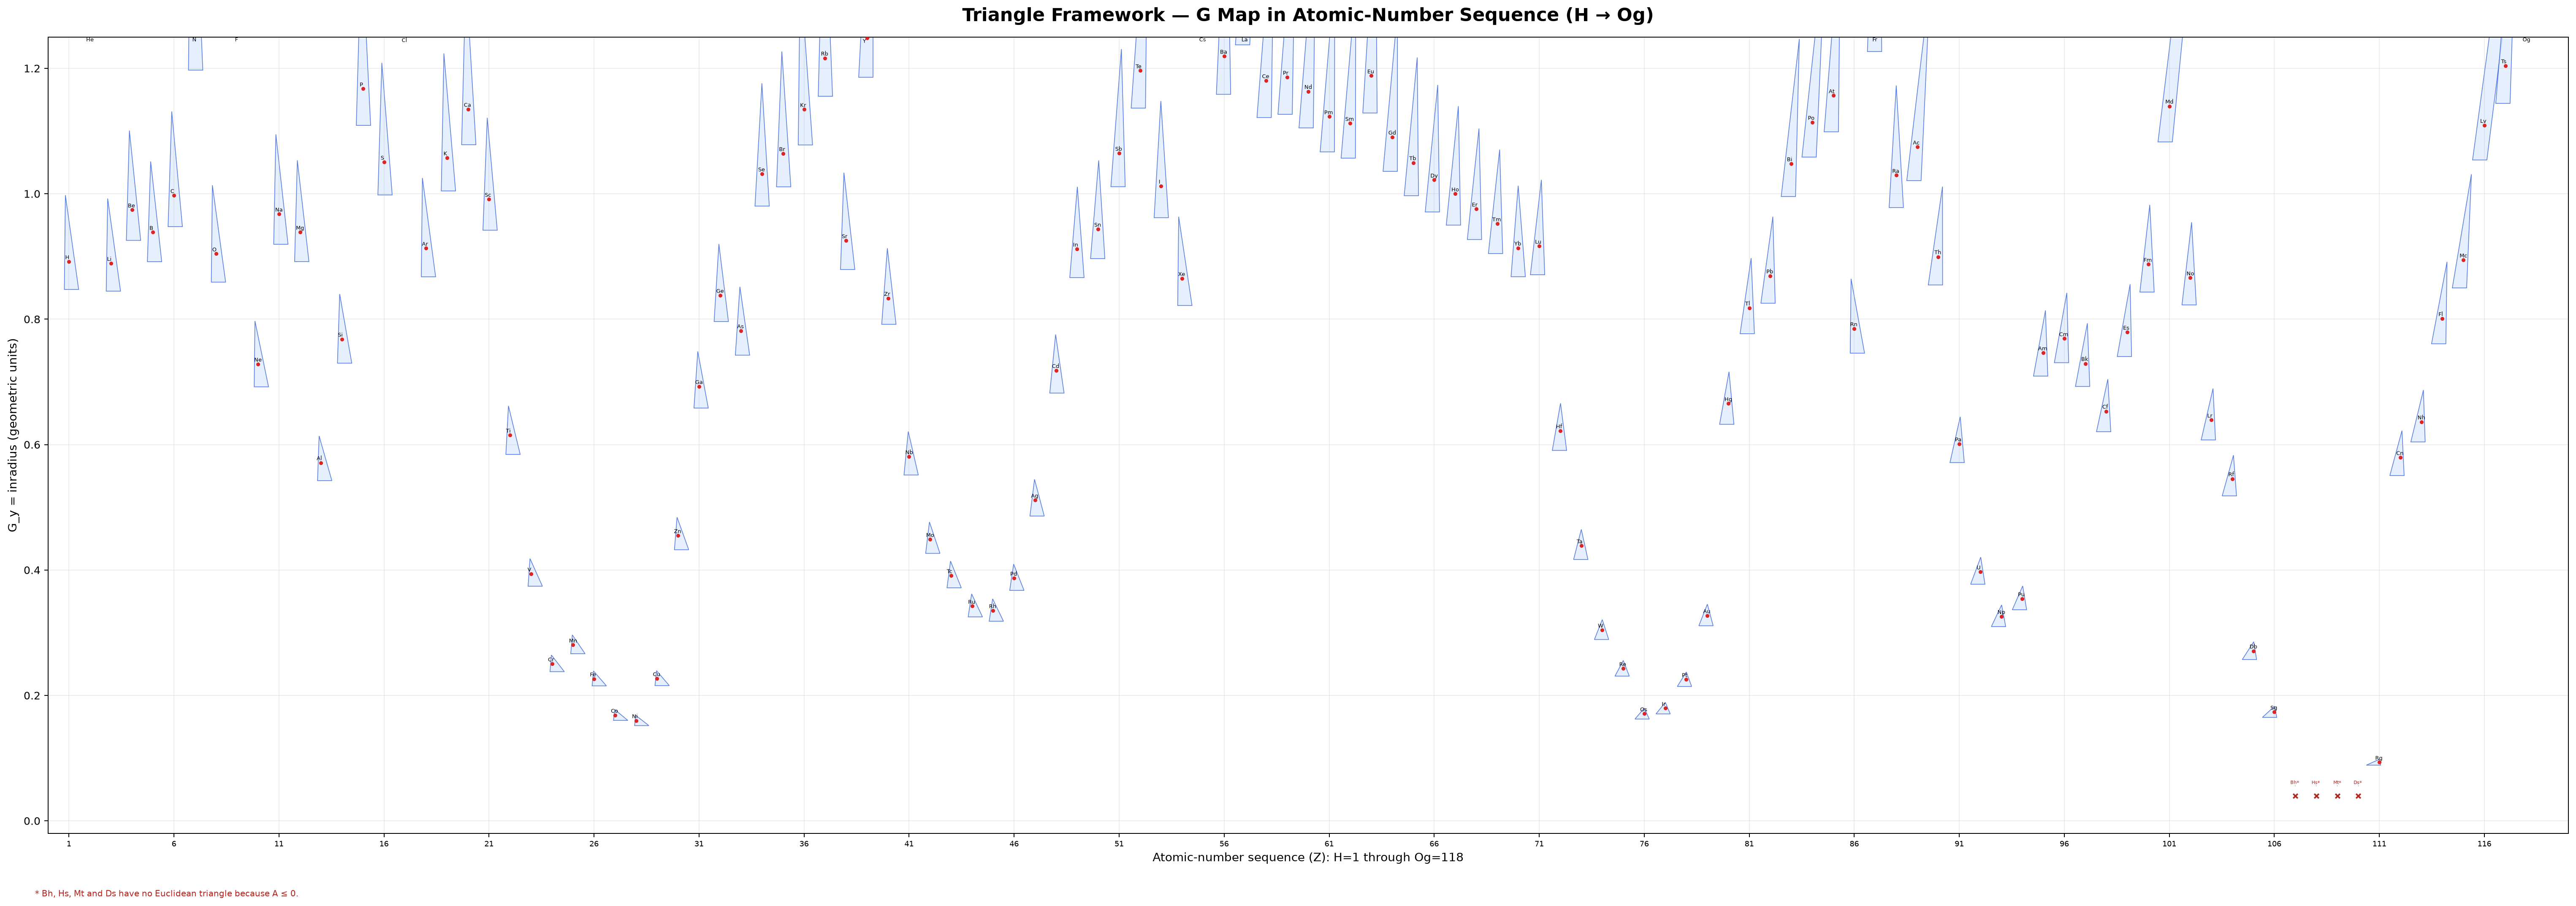 Triangle Framework — G Map in Atomic-Number Sequence (H → Og)
G_y = inradius (geometric units)
1.2
1.0
0.8
0.6
0.4
0.2
0.0
H
He
Li
Be
B
C
N
O
F
Ne
Na
Mg
Al
Si
P
S
Cl
Ar
K
Ca
Sc
Ti
V
Cr
Mn
Fe
Co
Ni
Cu
Zn
Ga
Ge
As
Se
Br
Kr
Rb
Sr
Y
Zr
Nb
Mo
Tc
Ru
Rh
Pd
Ag
Cd
In
Sn
Sb
Te
I
Xe
Cs
Ba
La
Ce
Pr
Nd
Pm
Sm
Eu
Gd
Tb
Dy
Ho
Er
Tm
Yb
Lu
Hf
Ta
W
Re
Os
Ir
Pt
Au
Hg
Tl
Pb
Bi
Po
At
Rn
Fr
Ra
Ac
Th
Pa
U
Np
Pu
Am
Cm
Bk
Cf
Es
Fm
Md
No
Lr
Rf
Db
Sg
Bh*
Hs*
Mt*
Ds*
Rg
Cn
Nh
Fl
Mc
Lv
Ts
Og
1 6 11 16 21 26 31 36 41 46 51 56 61 66 71 76 81 86 91 96 101 106 111 116
Atomic-number sequence (Z): H=1 through Og=118
* Bh, Hs, Mt and Ds have no Euclidean triangle because A ≤ 0.